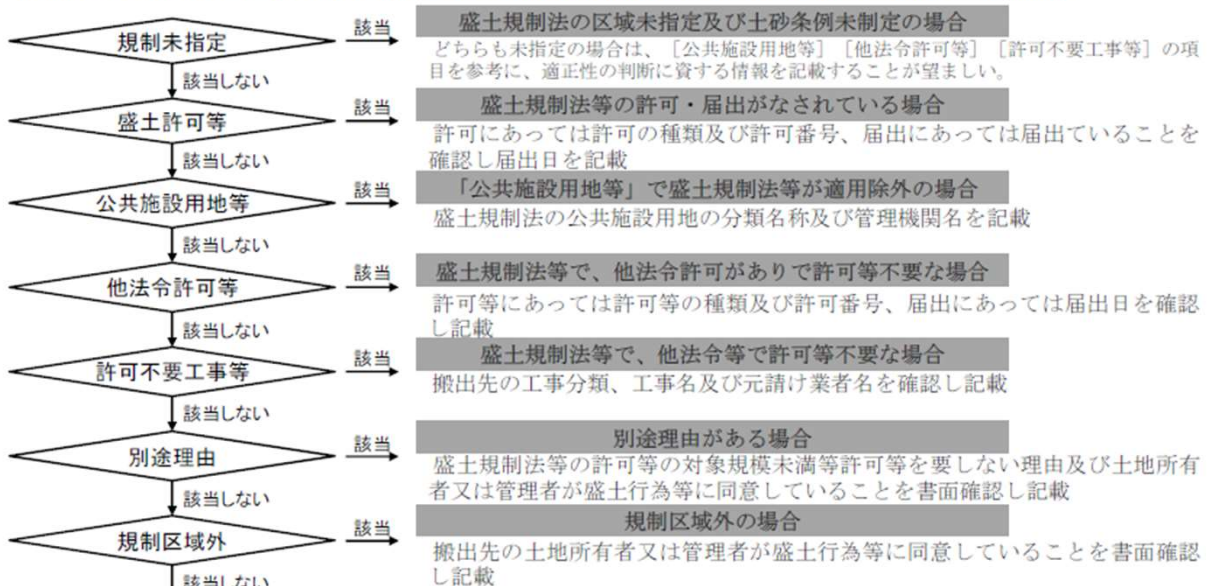 規制未指定
該当
盛土規制法の区域未指定及び土砂条例未制定の場合
どちらも未指定の場合は、［公共施設用地等］［他法令許可等］［許可不要工事等］の項
目を参考に、適正性の判断に資する情報を記載することが望ましい。
該当しない
盛土許可等
該当
盛土規制法等の許可・届出がなされている場合
許可にあっては許可の種類及び許可番号、届出にあっては届出ていることを
確認し届出日を記載
該当しない
公共施設用地等
該当
「公共施設用地等」で盛土規制法等が適用除外の場合
盛土規制法の公共施設用地の分類名称及び管理機関名を記載
該当しない
他法令許可等
該当
盛土規制法等で、他法令許可がありで許可等不要な場合
許可等にあっては許可等の種類及び許可番号、届出にあっては届出日を確認
し記載
該当しない
許可不要工事等
該当
盛土規制法等で、他法令等で許可等不要な場合
搬出先の工事分類、工事名及び元請け業者名を確認し記載
該当しない
別途理由
該当
別途理由がある場合
盛土規制法等の許可等の対象規模未満等許可等を要しない理由及び土地所有
者又は管理者が盛土行為等に同意していることを書面確認し記載
該当しない
規制区域外
該当
規制区域外の場合
搬出先の土地所有者又は管理者が盛土行為等に同意していることを書面確認
し記載
該当しない